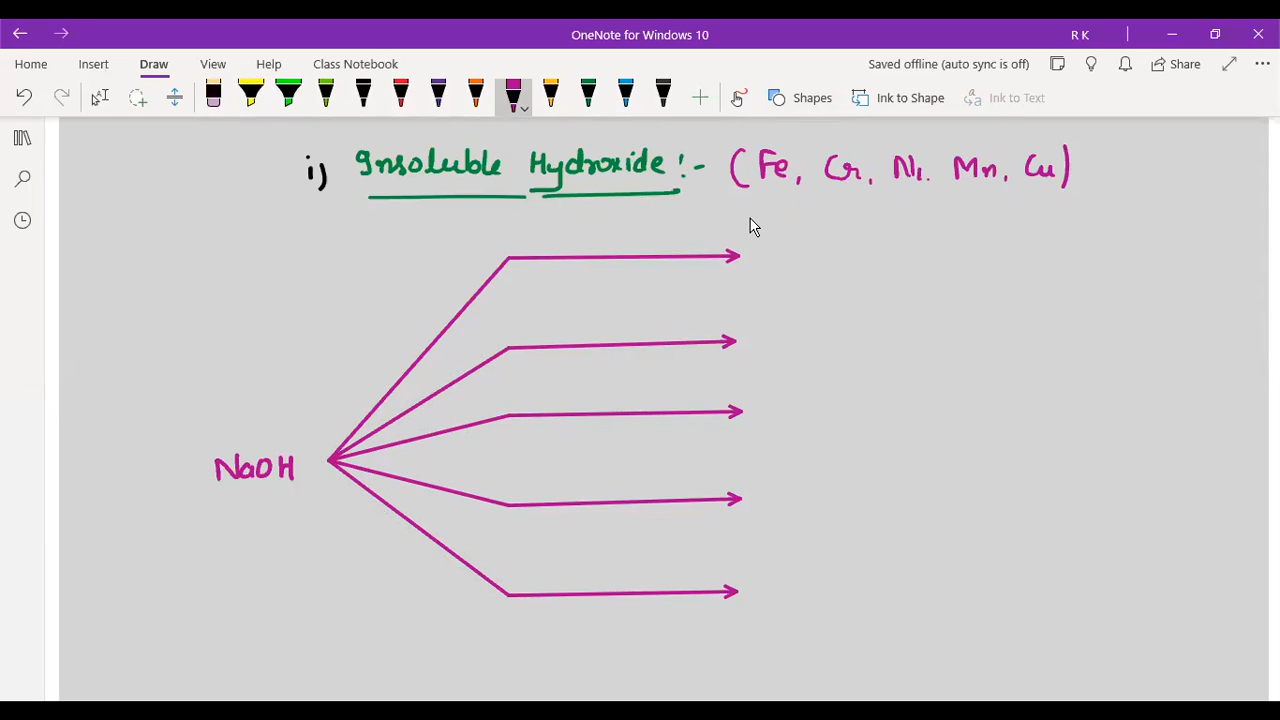 OneNote for Windows 10
R K
Home Insert Draw View Help Class Notebook
Saved offline (auto sync is off) Share
Shapes Ink to Shape Ink to Text
i) Insoluble Hydroxide :- (Fe, Cr, Ni. Mn, Cu)
NaOH